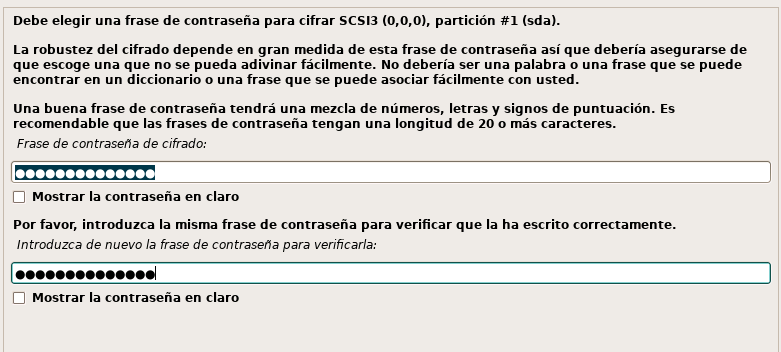 Debe elegir una frase de contraseña para cifrar SCSI3 (0,0,0), partición #1 (sda).
La robustez del cifrado depende en gran medida de esta frase de contraseña así que debería asegurarse de
que escoge una que no se pueda adivinar fácilmente. No debería ser una palabra o una frase que se puede
encontrar en un diccionario o una frase que se puede asociar fácilmente con usted.
Una buena frase de contraseña tendrá una mezcla de números, letras y signos de puntuación. Es
recomendable que las frases de contraseña tengan una longitud de 20 o más caracteres.
Frase de contraseña de cifrado:
●●●●●●●●●●●●●●
Mostrar la contraseña en claro
Por favor, introduzca la misma frase de contraseña para verificar que la ha escrito correctamente.
Introduzca de nuevo la frase de contraseña para verificarla:
●●●●●●●●●●●●●●
Mostrar la contraseña en claro